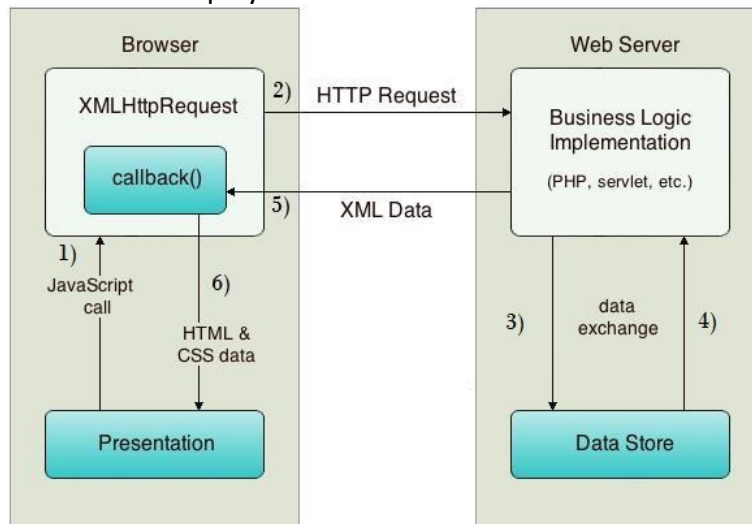 Browser
Web Server
XMLHttpRequest
2)
HTTP Request
Business Logic
Implementation
(PHP, servlet, etc.)
callback()
5)
XML Data
1)
JavaScript
call
6)
HTML &
CSS data
3)
data
exchange
4)
Presentation
Data Store